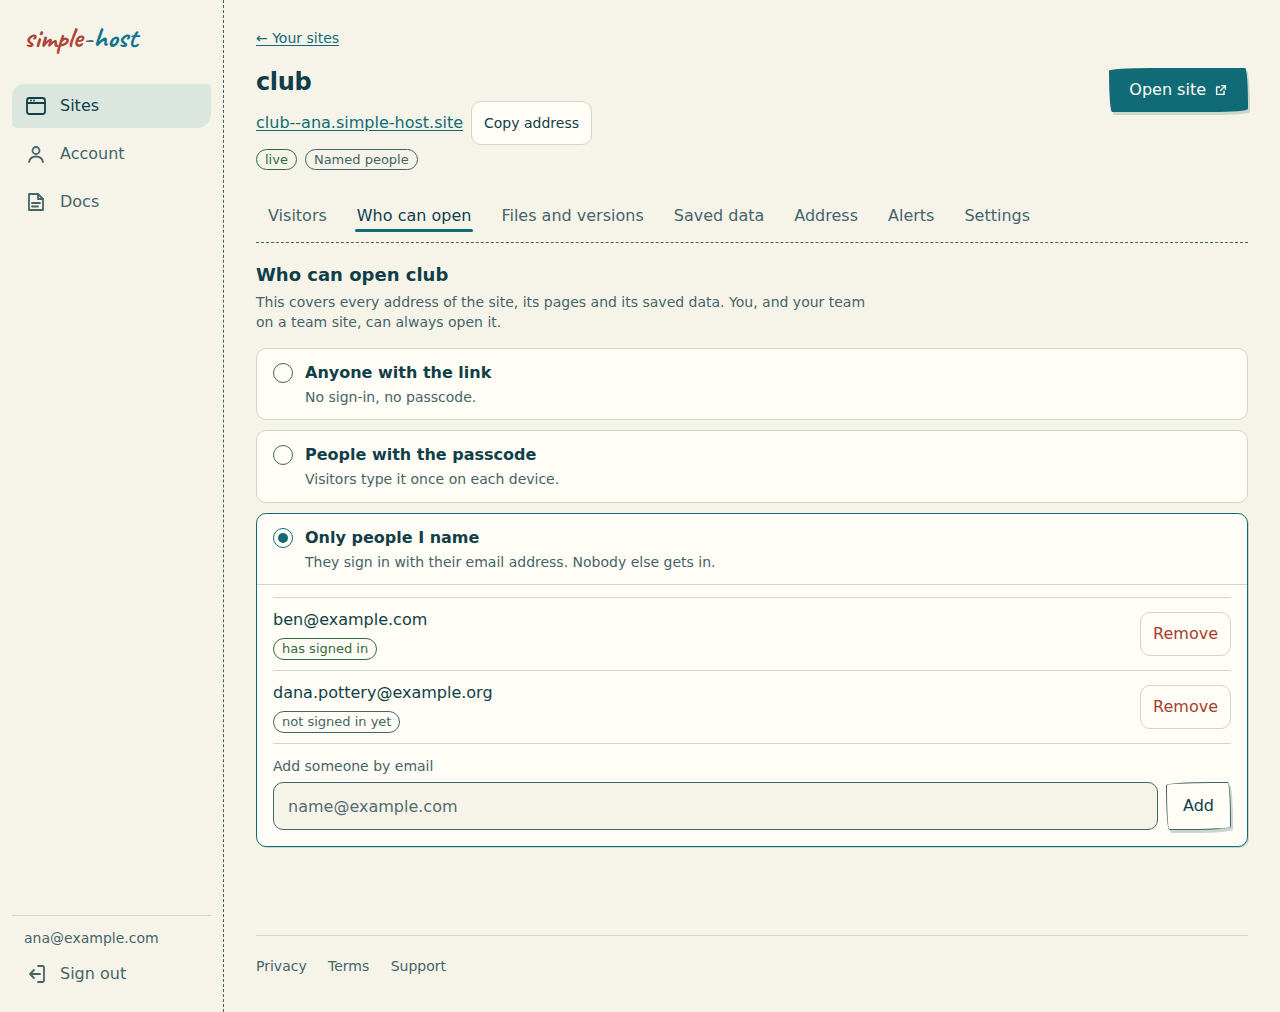 simple-host
Sites
Account
Docs
ana@example.com
Sign out
← Your sites
club
Open site
club--ana.simple-host.site
Copy address
live
Named people
Visitors
Who can open
Files and versions
Saved data
Address
Alerts
Settings
Who can open club
This covers every address of the site, its pages and its saved data. You, and your team
on a team site, can always open it.
Anyone with the link
No sign-in, no passcode.
People with the passcode
Visitors type it once on each device.
Only people I name
They sign in with their email address. Nobody else gets in.
ben@example.com
has signed in
Remove
dana.pottery@example.org
not signed in yet
Remove
Add someone by email
name@example.com
Add
Privacy
Terms
Support